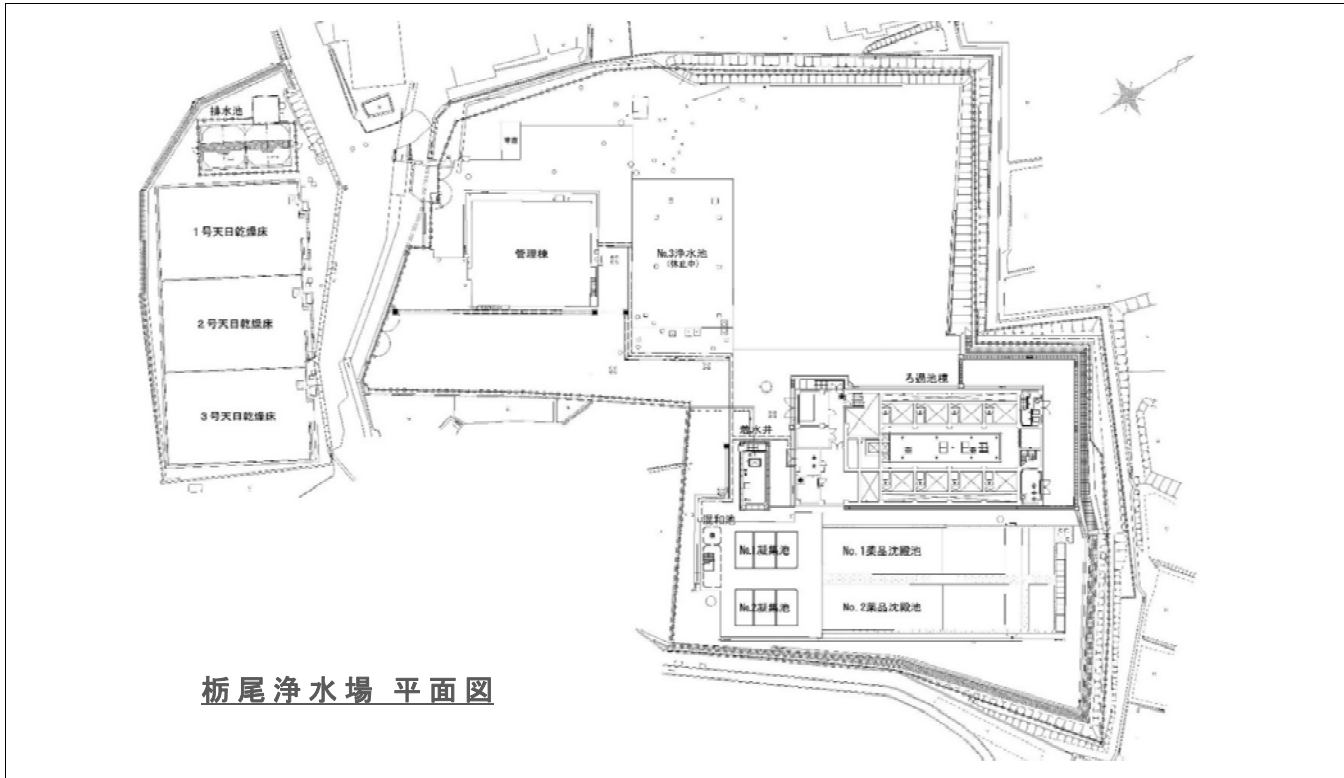 排水池
車庫
1号天日乾燥床
管理棟
No.3浄水池
(休止中)
2号天日乾燥床
ろ過池棟
3号天日乾燥床
着水井
混和池
No.1凝集池
No.1薬品沈殿池
No.2凝集池
No.2薬品沈殿池
栃尾浄水場 平面図